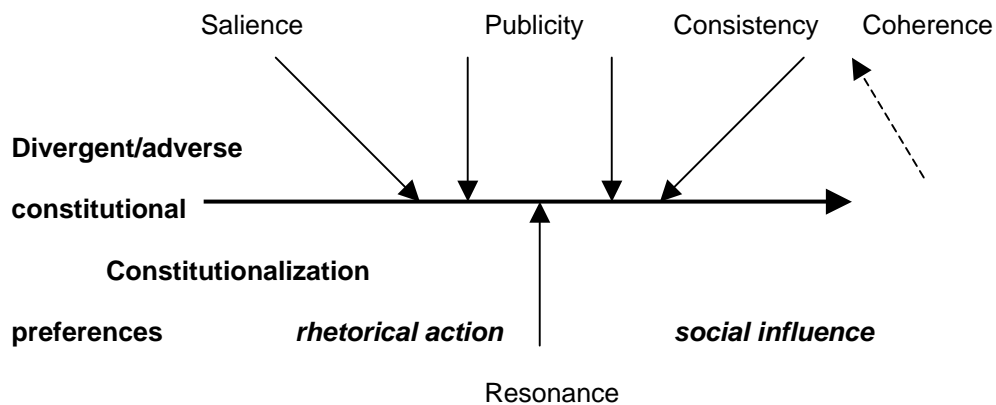 Salience Publicity Consistency Coherence
Divergent/adverse
constitutional
Constitutionalization
preferences rhetorical action social influence
Resonance